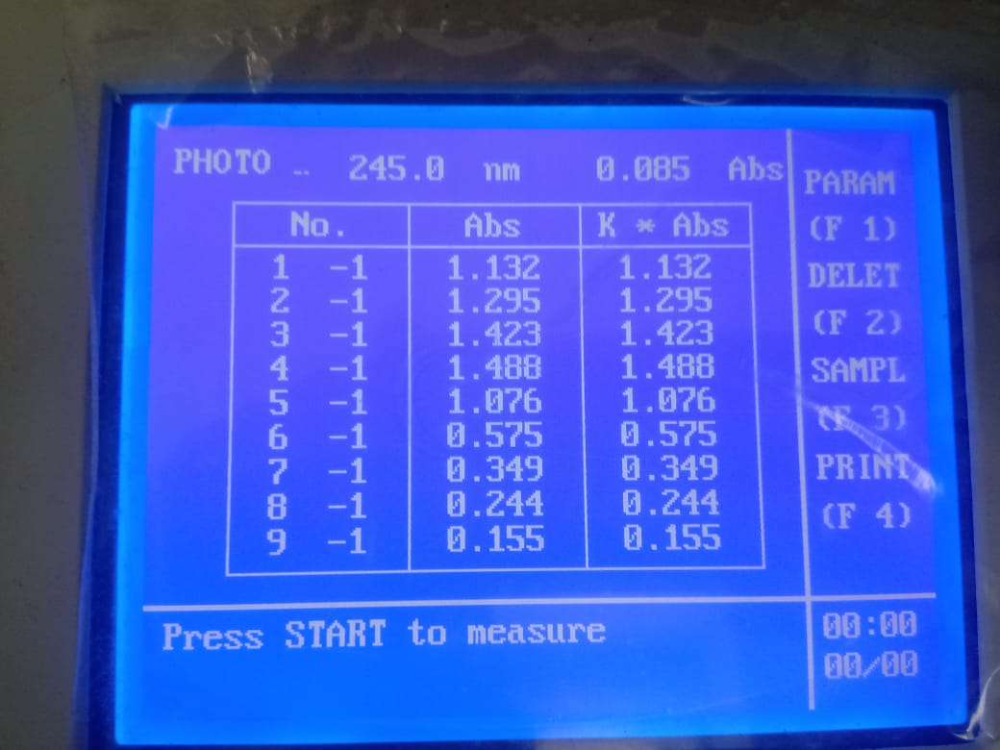 PHOTO .. 245.0 nm 0.085 Abs
No. Abs K * Abs
1 -1 1.132 1.132
2 -1 1.295 1.295
3 -1 1.423 1.423
4 -1 1.488 1.488
5 -1 1.076 1.076
6 -1 0.575 0.575
7 -1 0.349 0.349
8 -1 0.244 0.244
9 -1 0.155 0.155
PARAM
(F 1)
DELET
(F 2)
SAMPL
(F 3)
PRINT
(F 4)
Press START to measure
00:00
00/00